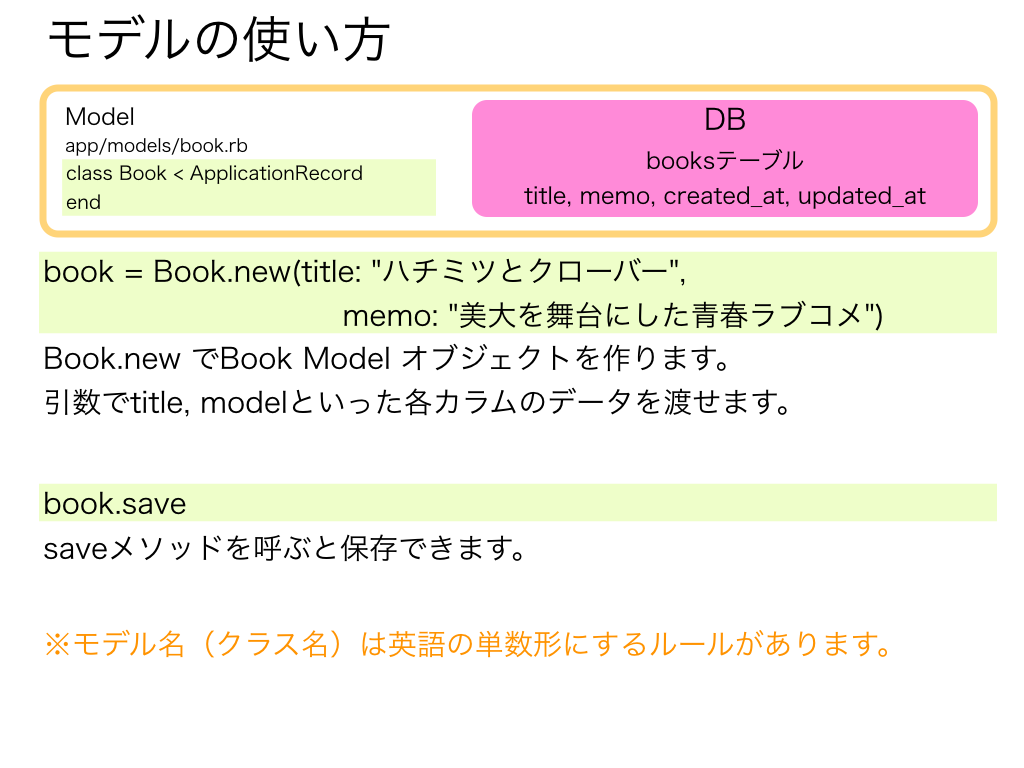 モデルの使い方
Model
app/models/book.rb
class Book < ApplicationRecord
end
DB
booksテーブル
title, memo, created_at, updated_at
book = Book.new(title: "ハチミツとクローバー",
memo: "美大を舞台にした青春ラブコメ")
Book.new でBook Model オブジェクトを作ります。
引数でtitle, modelといった各カラムのデータを渡せます。
book.save
saveメソッドを呼ぶと保存できます。
※モデル名（クラス名）は英語の単数形にするルールがあります。